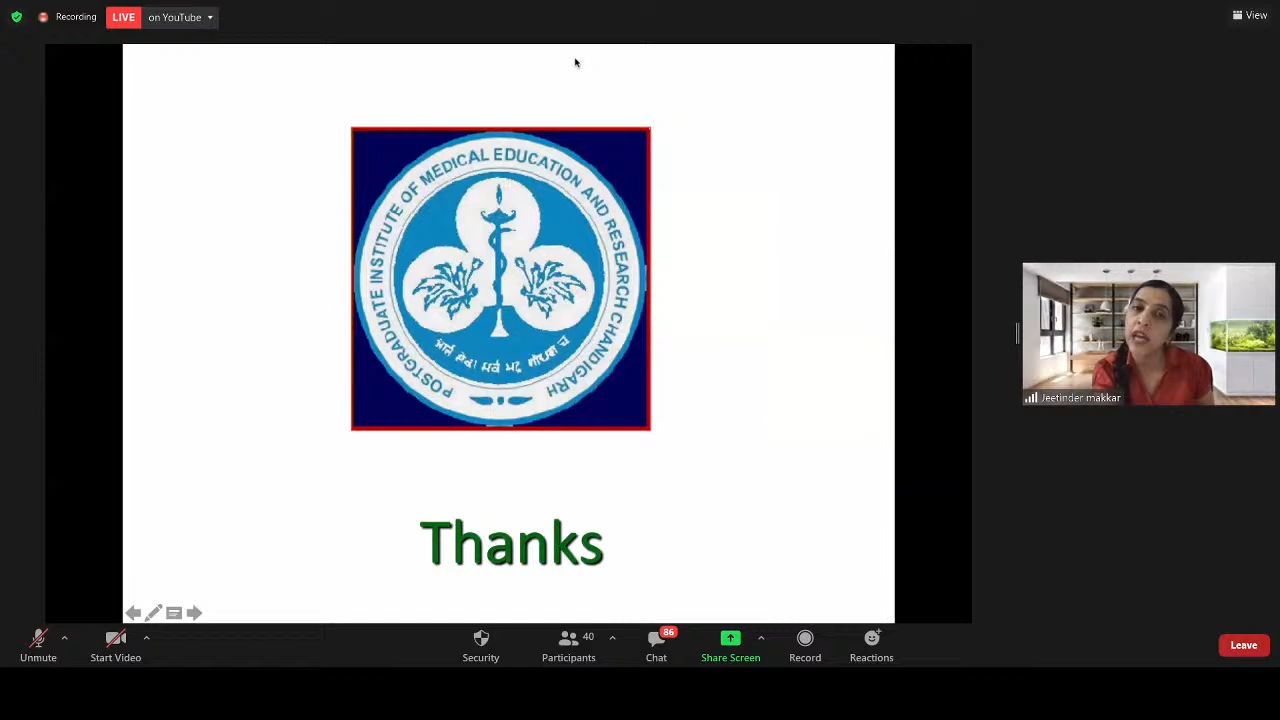 Recording
LIVE
on YouTube
View
POSTGRADUATE INSTITUTE OF MEDICAL EDUCATION AND RESEARCH CHANDIGARH
Thanks
Jeetinder makkar
Unmute
Start Video
Security
Participants
40
Chat
86
Share Screen
Record
Reactions
Leave